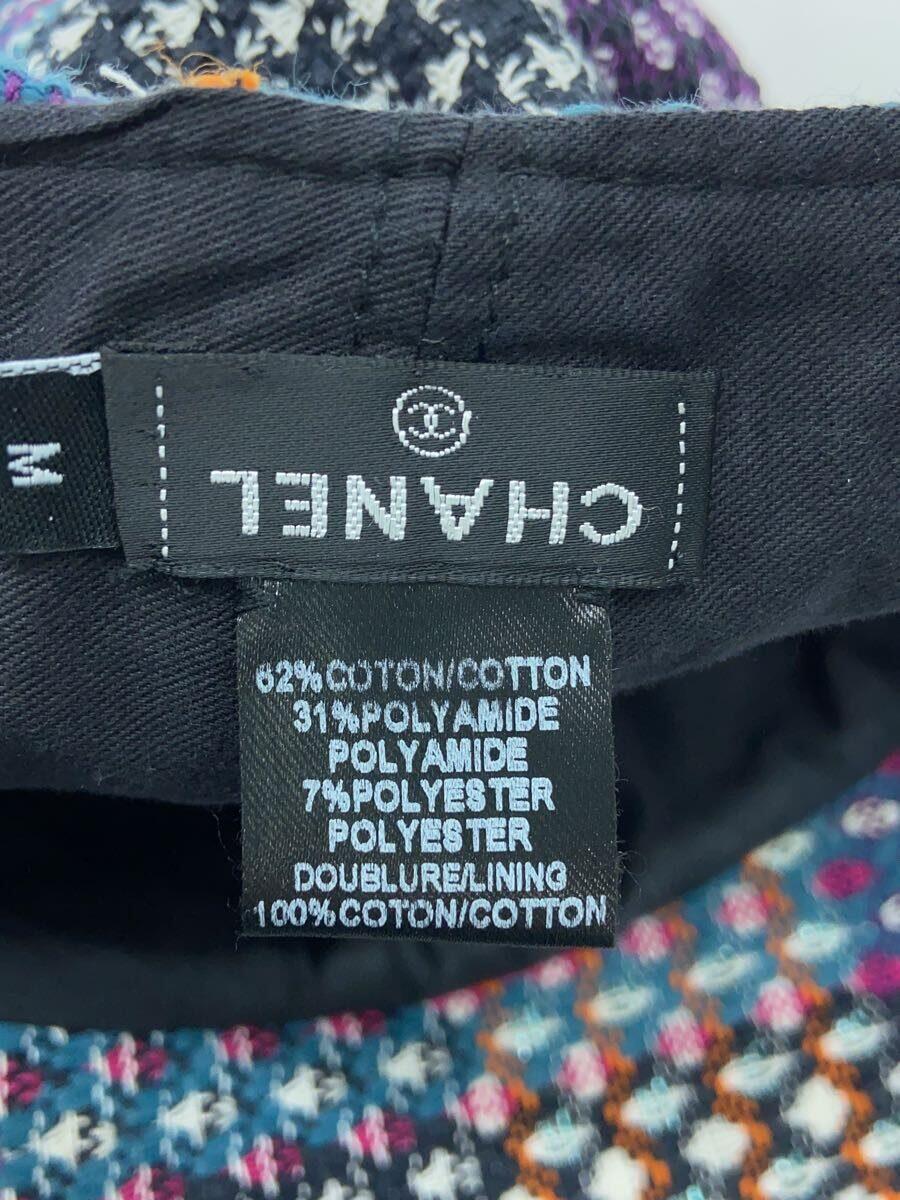 M
CHANEL
62%COTON/COTTON
31%POLYAMIDE
POLYAMIDE
7%POLYESTER
POLYESTER
DOUBLURE/LINING
100%COTON/COTTON